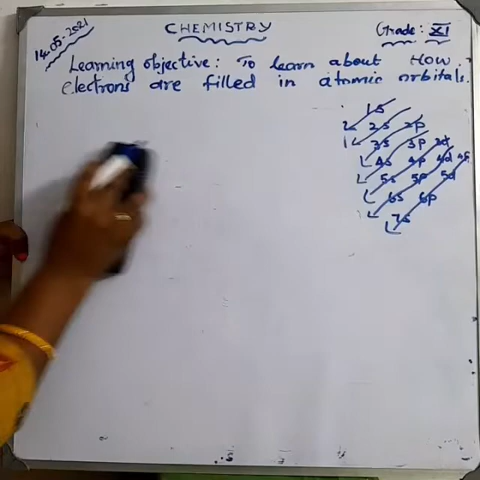 14-05-2021
CHEMISTRY
Grade: XI
Learning objective: To learn about HOW
electrons are filled in atomic orbitals.
1s
2s 2p
3s 3p 3d
4s 4p 4d 4f
5s 5p 5d
6s 6p
7s